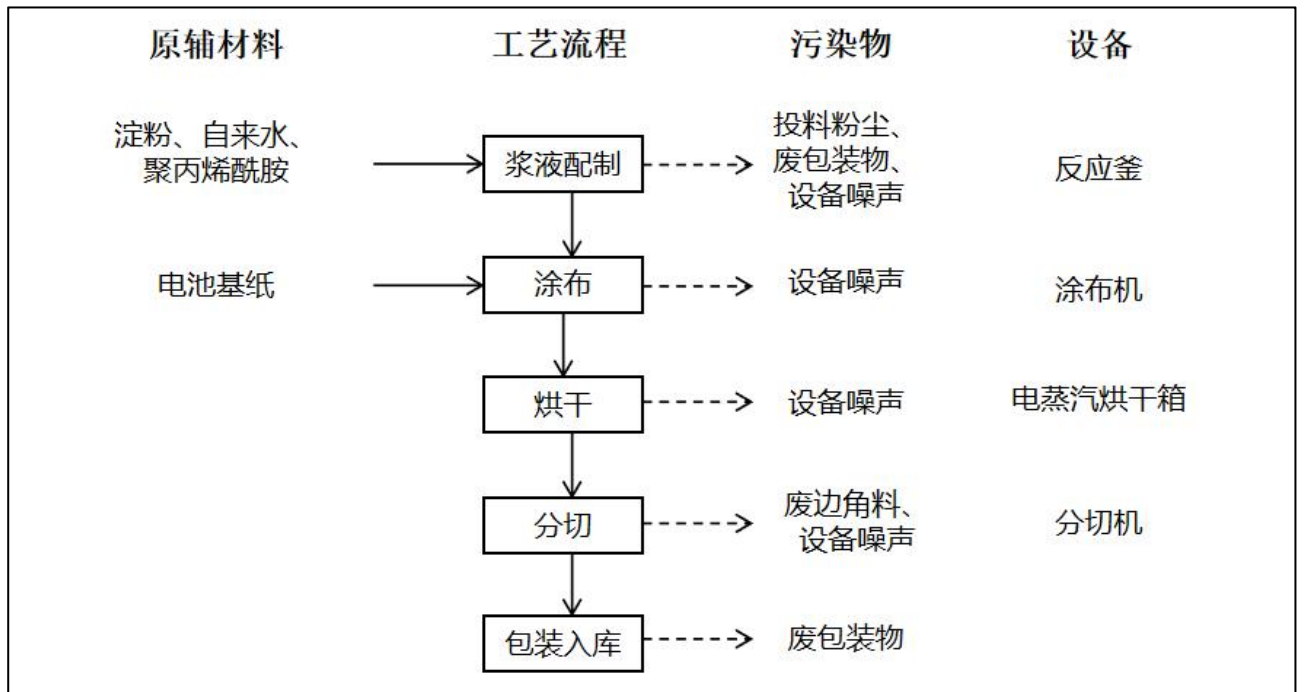 原辅材料 工艺流程 污染物 设备
淀粉、自来水、
聚丙烯酰胺
浆液配制
投料粉尘、
废包装物、
设备噪声
反应釜
电池基纸
涂布
设备噪声
涂布机
烘干
设备噪声
电蒸汽烘干箱
分切
废边角料、
设备噪声
分切机
包装入库
废包装物